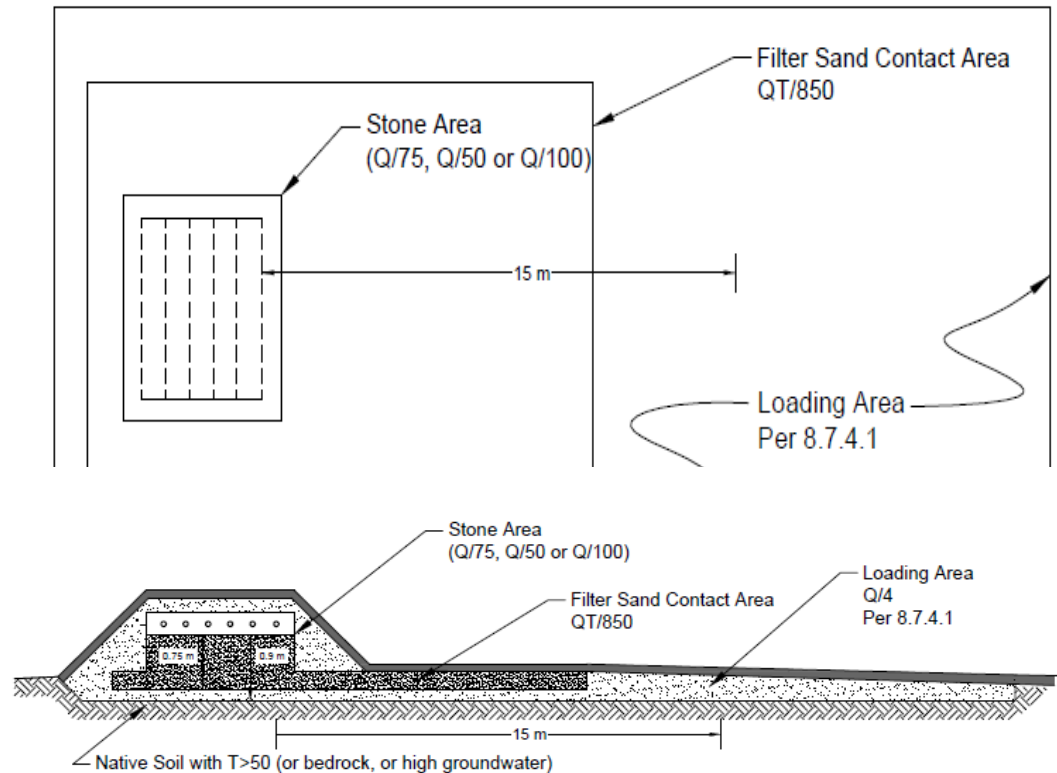 Filter Sand Contact Area
QT/850
Stone Area
(Q/75, Q/50 or Q/100)
15 m
Loading Area
Per 8.7.4.1
Stone Area
(Q/75, Q/50 or Q/100)
Loading Area
Q/4
Per 8.7.4.1
Filter Sand Contact Area
QT/850
0.75 m
0.9 m
15 m
Native Soil with T>50 (or bedrock, or high groundwater)